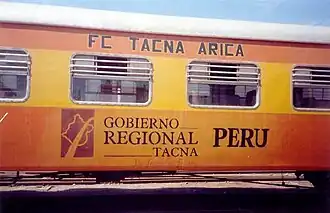 FC TACNA ARICA
GOBIERNO
REGIONAL PERU
TACNA